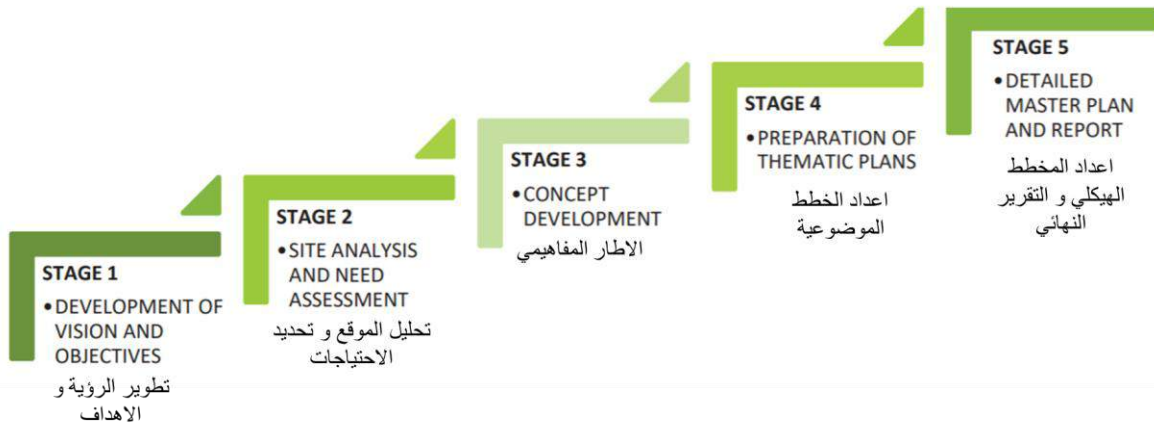 STAGE 1
•DEVELOPMENT OF
VISION AND
OBJECTIVES
تطوير الرؤية و
الاهداف
STAGE 2
•SITE ANALYSIS
AND NEED
ASSESSMENT
تحليل الموقع و تحديد
الاحتياجات
STAGE 3
•CONCEPT
DEVELOPMENT
الاطار المفاهيمي
STAGE 4
•PREPARATION OF
THEMATIC PLANS
اعداد الخطط
الموضوعية
STAGE 5
•DETAILED
MASTER PLAN
AND REPORT
اعداد المخطط
الهيكلي و التقرير
النهائي